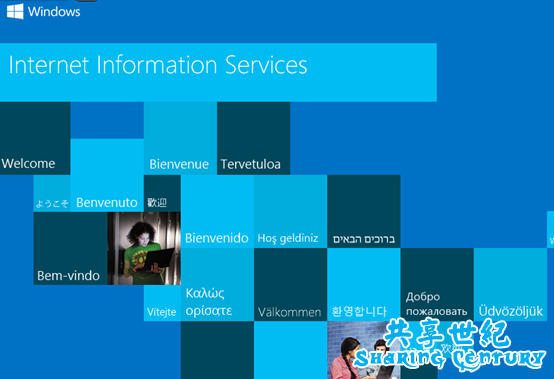 Windows
Internet Information Services
Welcome
Bienvenue
Tervetuloa
ようこそ
Benvenuto
歡迎
Bienvenido
Hoş geldiniz
ברוכים הבאים
Bem-vindo
Vítejte
Καλώς
ορίσατε
Välkommen
환영합니다
Добро
пожаловать
Üdvözöljük
共享世纪
Sharing Century